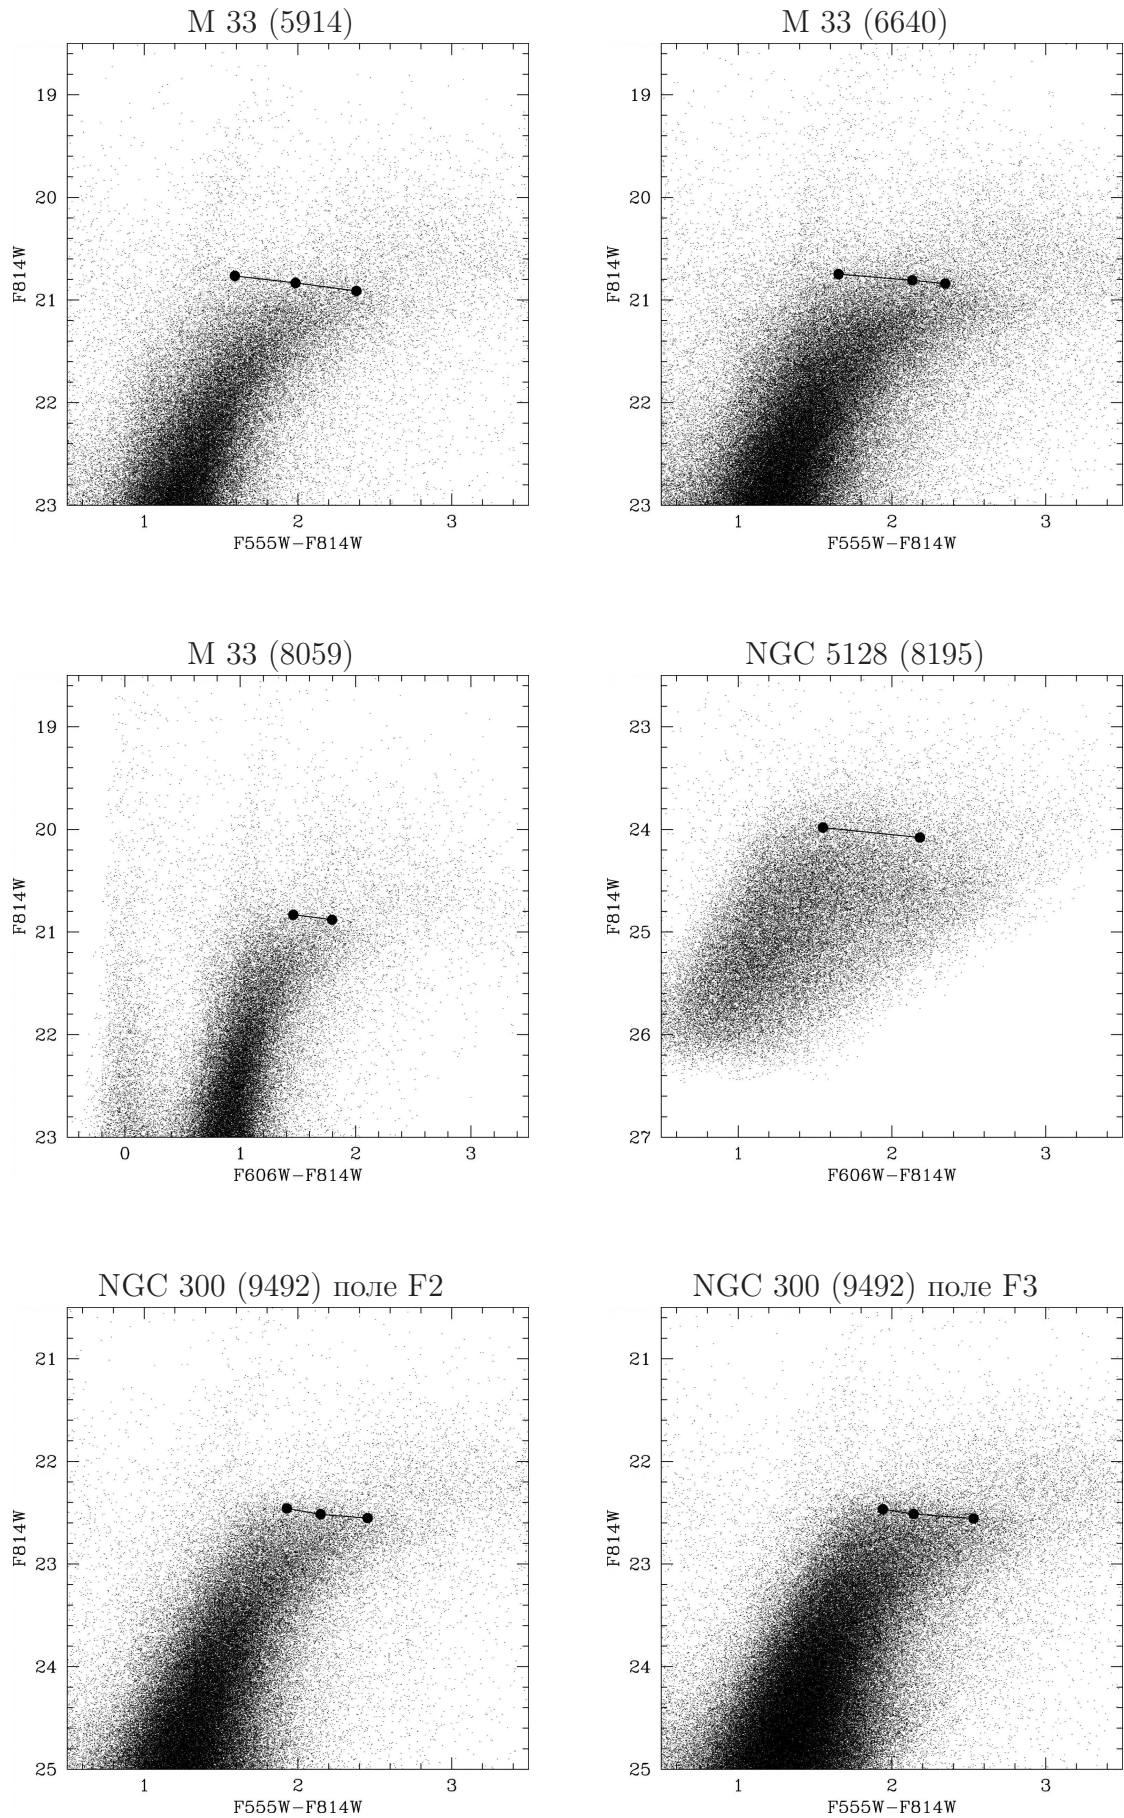 M 33 (5914)
M 33 (6640)
19
20
21
22
23
F814W
1
2
3
F555W−F814W
19
20
21
22
23
F814W
1
2
3
F555W−F814W
M 33 (8059)
NGC 5128 (8195)
19
20
21
22
23
F814W
0
1
2
3
F606W−F814W
23
24
25
26
27
F814W
1
2
3
F606W−F814W
NGC 300 (9492) поле F2
NGC 300 (9492) поле F3
21
22
23
24
25
F814W
1
2
3
F555W−F814W
21
22
23
24
25
F814W
1
2
3
F555W−F814W